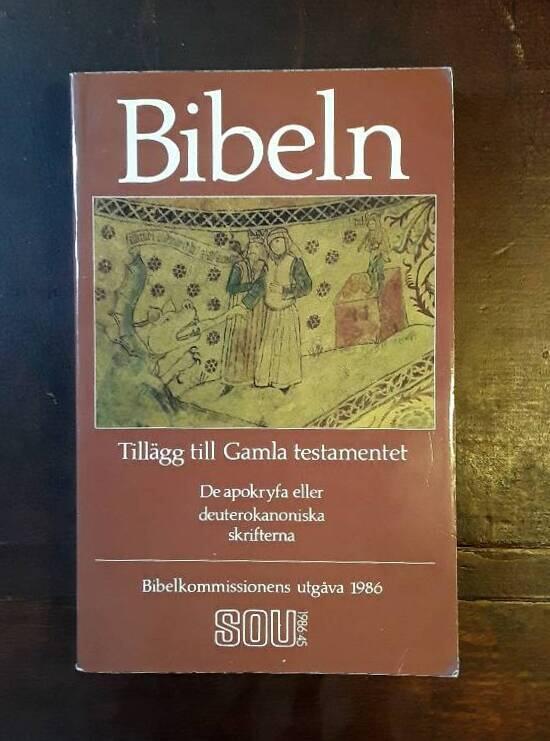 Bibeln
Tillägg till Gamla testamentet
De apokryfa eller
deuterokanoniska
skrifterna
Bibelkommissionens utgåva 1986
SOU 1986:45